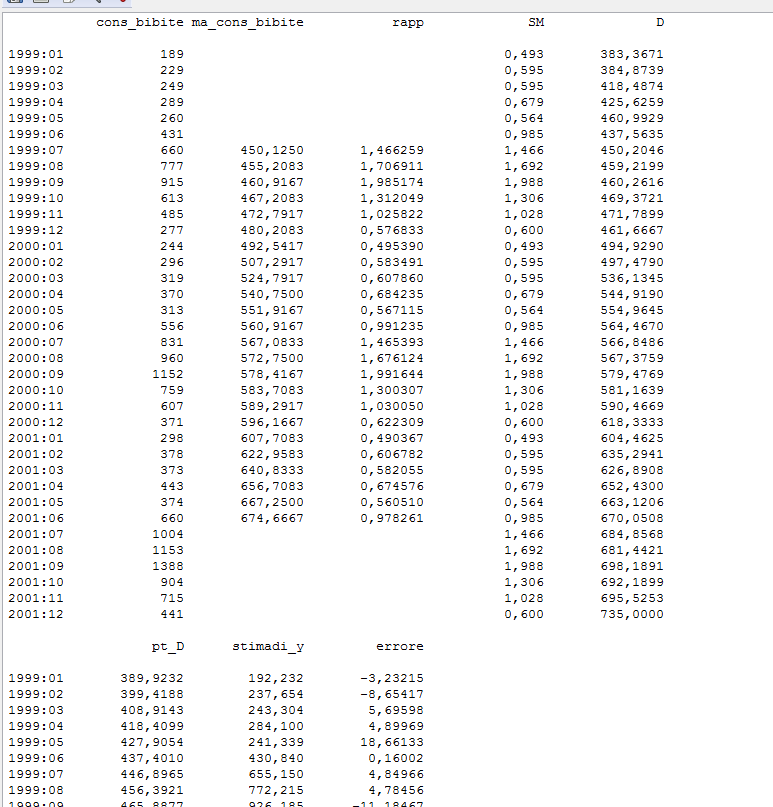 cons_bibite ma_cons_bibite rapp SM D
1999:01 189 0,493 383,3671
1999:02 229 0,595 384,8739
1999:03 249 0,595 418,4874
1999:04 289 0,679 425,6259
1999:05 260 0,564 460,9929
1999:06 431 0,985 437,5635
1999:07 660 450,1250 1,466259 1,466 450,2046
1999:08 777 455,2083 1,706911 1,692 459,2199
1999:09 915 460,9167 1,985174 1,988 460,2616
1999:10 613 467,2083 1,312049 1,306 469,3721
1999:11 485 472,7917 1,025822 1,028 471,7899
1999:12 277 480,2083 0,576833 0,600 461,6667
2000:01 244 492,5417 0,495390 0,493 494,9290
2000:02 296 507,2917 0,583491 0,595 497,4790
2000:03 319 524,7917 0,607860 0,595 536,1345
2000:04 370 540,7500 0,684235 0,679 544,9190
2000:05 313 551,9167 0,567115 0,564 554,9645
2000:06 556 560,9167 0,991235 0,985 564,4670
2000:07 831 567,0833 1,465393 1,466 566,8486
2000:08 960 572,7500 1,676124 1,692 567,3759
2000:09 1152 578,4167 1,991644 1,988 579,4769
2000:10 759 583,7083 1,300307 1,306 581,1639
2000:11 607 589,2917 1,030050 1,028 590,4669
2000:12 371 596,1667 0,622309 0,600 618,3333
2001:01 298 607,7083 0,490367 0,493 604,4625
2001:02 378 622,9583 0,606782 0,595 635,2941
2001:03 373 640,8333 0,582055 0,595 626,8908
2001:04 443 656,7083 0,674576 0,679 652,4300
2001:05 374 667,2500 0,560510 0,564 663,1206
2001:06 660 674,6667 0,978261 0,985 670,0508
2001:07 1004 1,466 684,8568
2001:08 1153 1,692 681,4421
2001:09 1388 1,988 698,1891
2001:10 904 1,306 692,1899
2001:11 715 1,028 695,5253
2001:12 441 0,600 735,0000
pt_D stimadi_y errore
1999:01 389,9232 192,232 -3,23215
1999:02 399,4188 237,654 -8,65417
1999:03 408,9143 243,304 5,69598
1999:04 418,4099 284,100 4,89969
1999:05 427,9054 241,339 18,66133
1999:06 437,4010 430,840 0,16002
1999:07 446,8965 655,150 4,84966
1999:08 456,3921 772,215 4,78456
1999:09 465,8877 926,185 -11,18467